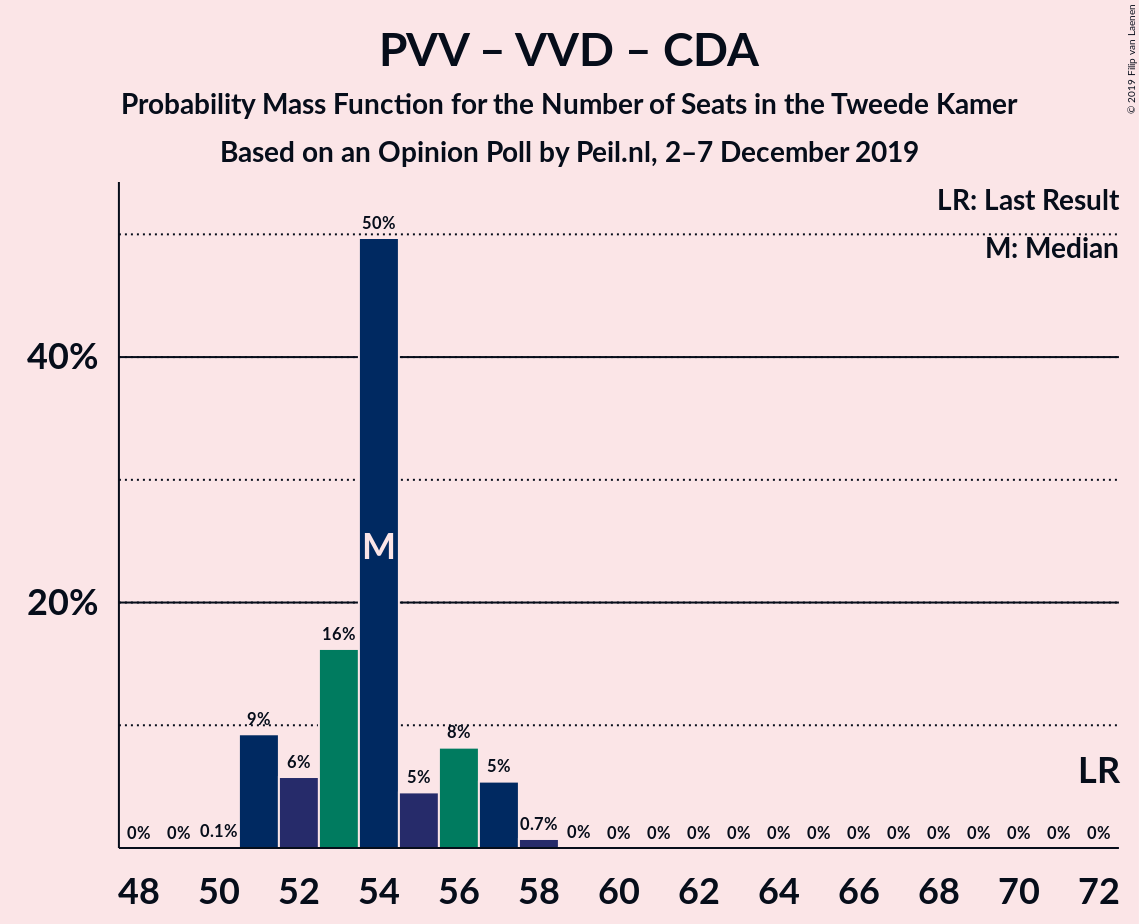 PVV – VVD – CDA
Probability Mass Function for the Number of Seats in the Tweede Kamer
Based on an Opinion Poll by Peil.nl, 2–7 December 2019
© 2019 Filip van Laenen
LR: Last Result
M: Median
50%
40%
M
20%
16%
9%
8%
6%
5%
5%
LR
0% 0% 0.1% 0.7% 0% 0% 0% 0% 0% 0% 0% 0% 0% 0% 0% 0% 0% 0%
48 50 52 54 56 58 60 62 64 66 68 70 72